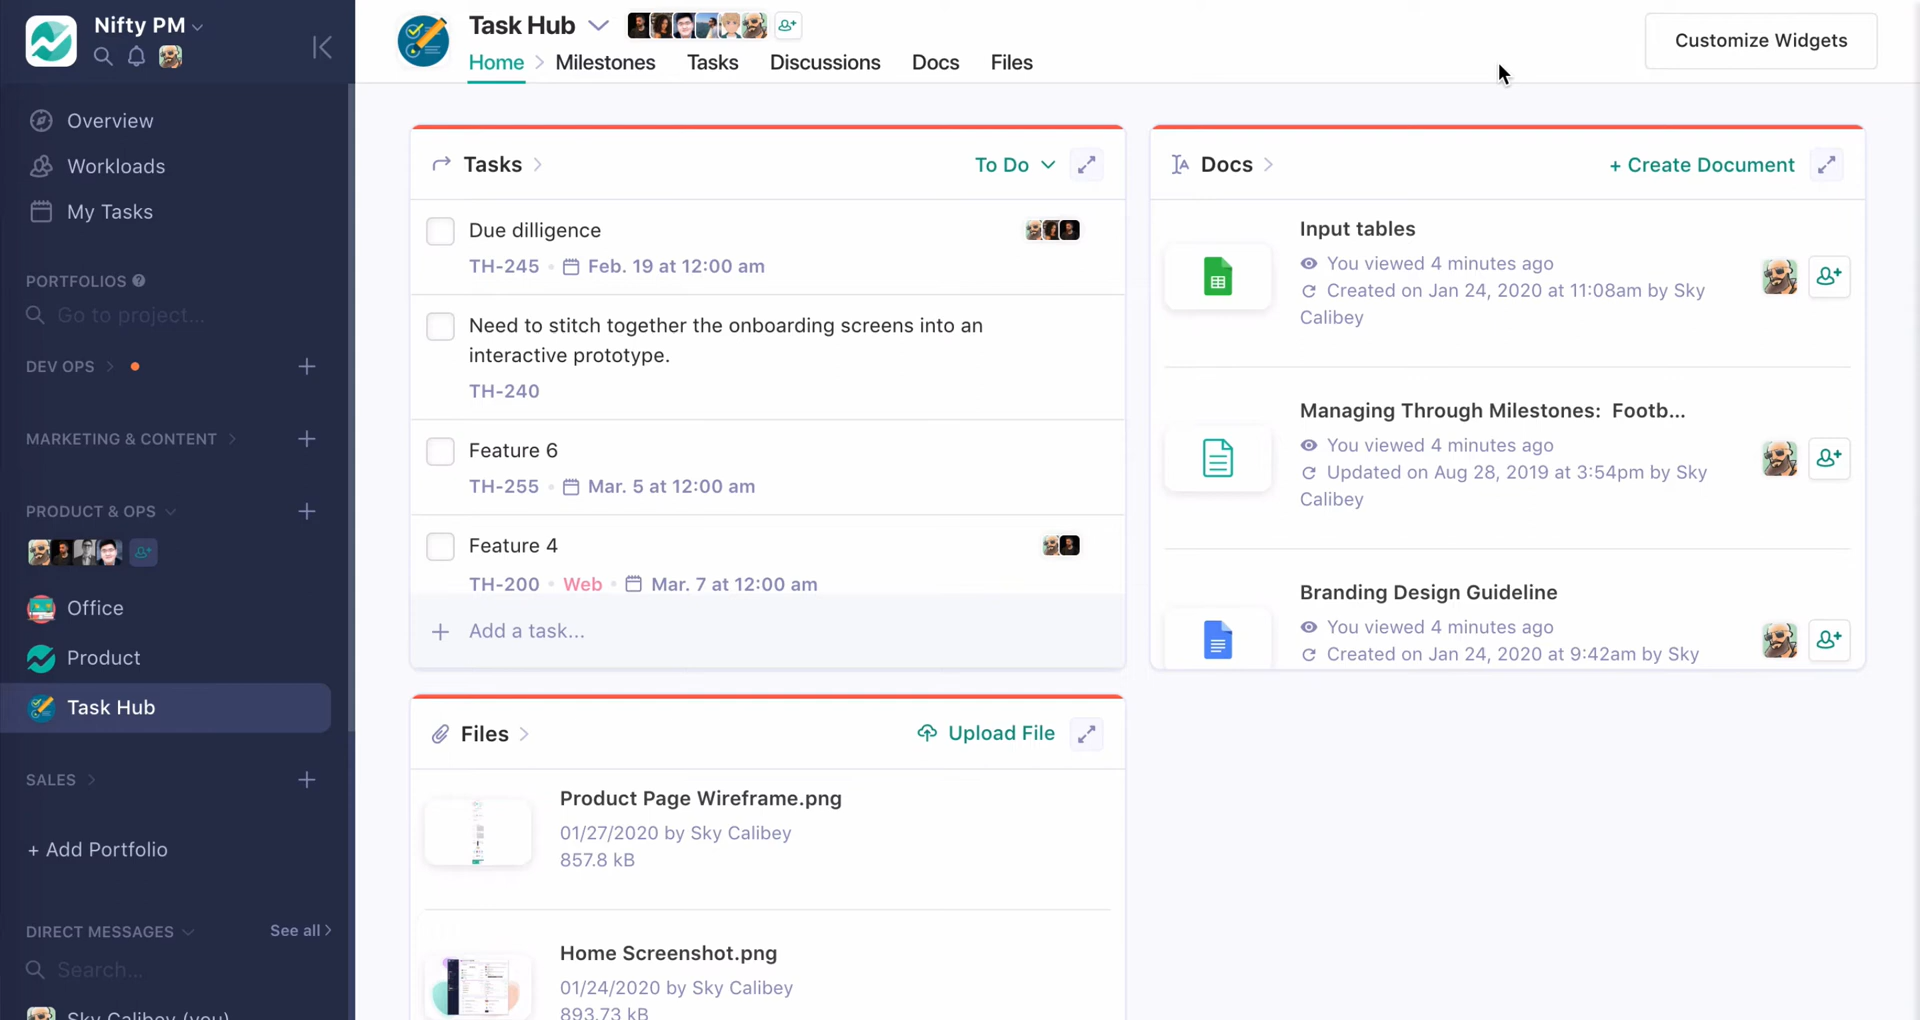 Nifty PM
Overview
Workloads
My Tasks
PORTFOLIOS ?
Go to project...
DEV OPS
MARKETING & CONTENT
PRODUCT & OPS
Office
Product
Task Hub
SALES
+ Add Portfolio
DIRECT MESSAGES
See all
Search...
Sky Calibey (you)
Task Hub
Home
Milestones
Tasks
Discussions
Docs
Files
Customize Widgets
Tasks
To Do
Due dilligence
TH-245 • Feb. 19 at 12:00 am
Need to stitch together the onboarding screens into an
interactive prototype.
TH-240
Feature 6
TH-255 • Mar. 5 at 12:00 am
Feature 4
TH-200 • Web • Mar. 7 at 12:00 am
+ Add a task...
Docs
+ Create Document
Input tables
You viewed 4 minutes ago
Created on Jan 24, 2020 at 11:08am by Sky
Calibey
Managing Through Milestones: Footb...
You viewed 4 minutes ago
Updated on Aug 28, 2019 at 3:54pm by Sky
Calibey
Branding Design Guideline
You viewed 4 minutes ago
Created on Jan 24, 2020 at 9:42am by Sky
Files
Upload File
Product Page Wireframe.png
01/27/2020 by Sky Calibey
857.8 kB
Home Screenshot.png
01/24/2020 by Sky Calibey
893.73 kB